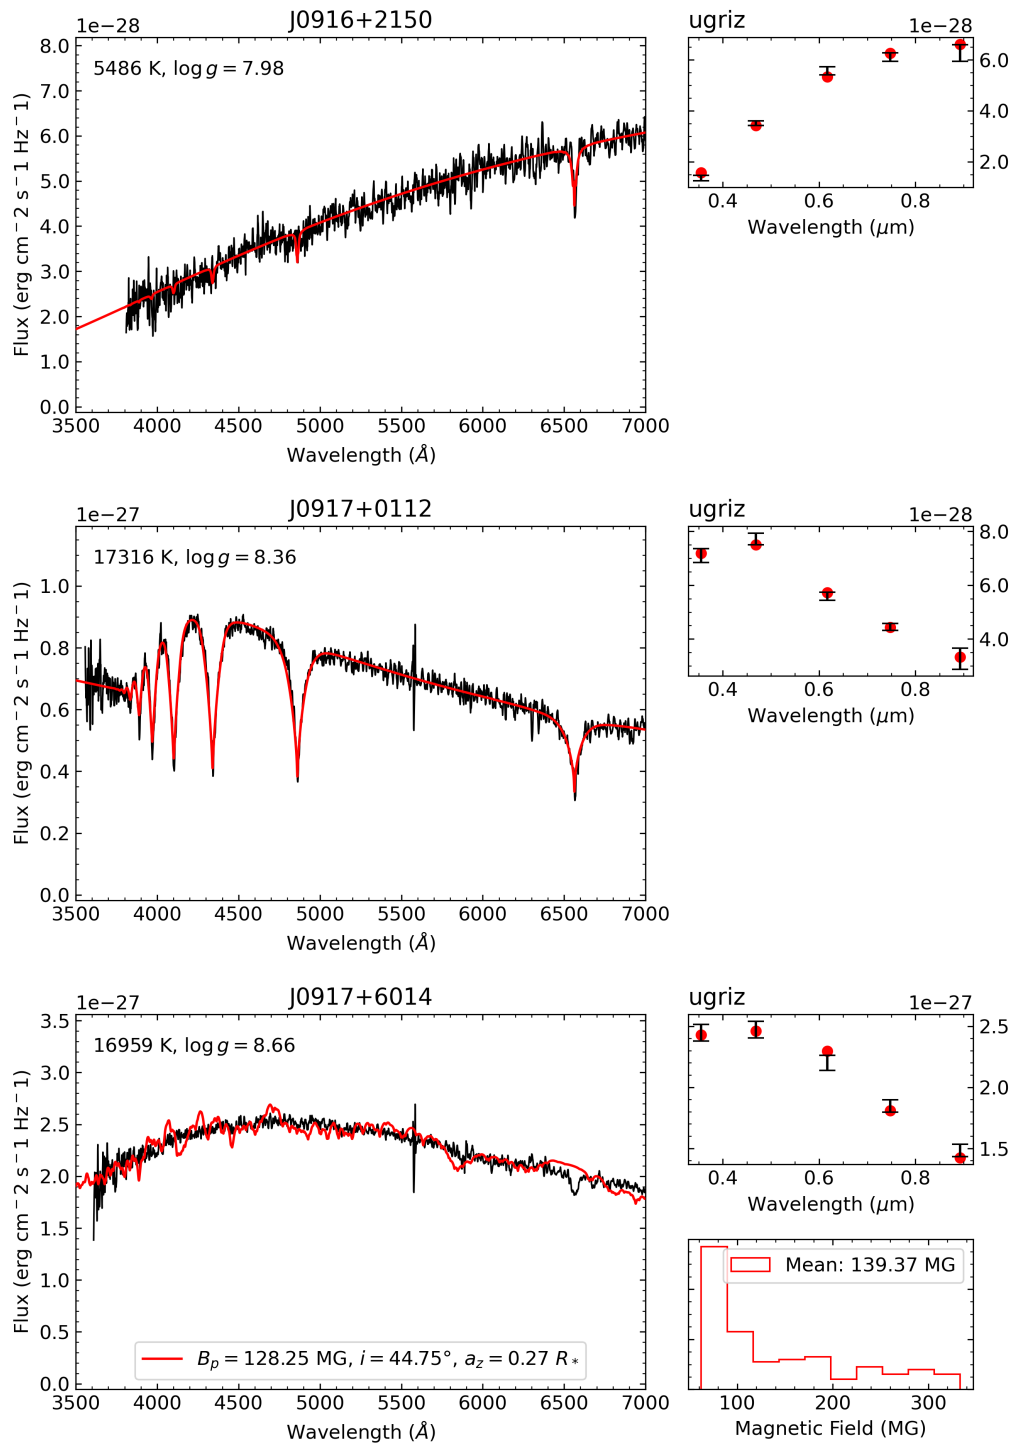 J0916+2150
1e−28
5486 K, log g = 7.98
8.0
7.0
6.0
5.0
4.0
3.0
2.0
1.0
0.0
Flux (erg cm−2 s−1 Hz−1)
3500 4000 4500 5000 5500 6000 6500 7000
Wavelength (Å)
ugriz
1e−28
6.0
4.0
2.0
0.4 0.6 0.8
Wavelength (μm)
J0917+0112
1e−27
17316 K, log g = 8.36
1.0
0.8
0.6
0.4
0.2
0.0
Flux (erg cm−2 s−1 Hz−1)
3500 4000 4500 5000 5500 6000 6500 7000
Wavelength (Å)
ugriz
1e−28
8.0
6.0
4.0
0.4 0.6 0.8
Wavelength (μm)
J0917+6014
1e−27
16959 K, log g = 8.66
3.5
3.0
2.5
2.0
1.5
1.0
0.5
0.0
Flux (erg cm−2 s−1 Hz−1)
B_p = 128.25 MG, i = 44.75°, a_z = 0.27 R_*
3500 4000 4500 5000 5500 6000 6500 7000
Wavelength (Å)
ugriz
1e−27
2.5
2.0
1.5
0.4 0.6 0.8
Wavelength (μm)
Mean: 139.37 MG
100 200 300
Magnetic Field (MG)